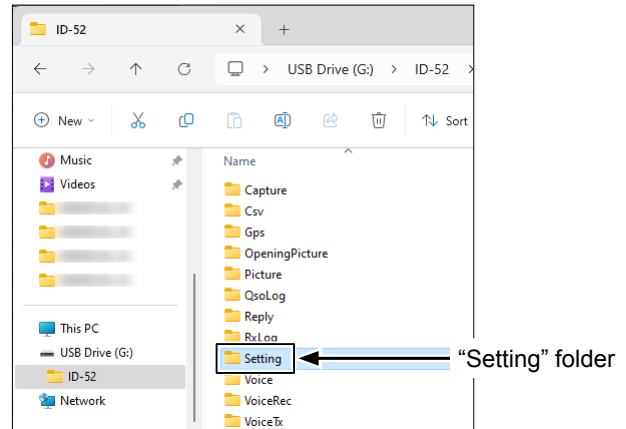 ID-52
USB Drive (G:) > ID-52 >
New
Sort
Music
Videos
This PC
USB Drive (G:)
ID-52
Network
Name
Capture
Csv
Gps
OpeningPicture
Picture
QsoLog
Reply
RxLog
Setting
Voice
VoiceRec
VoiceTx
“Setting” folder